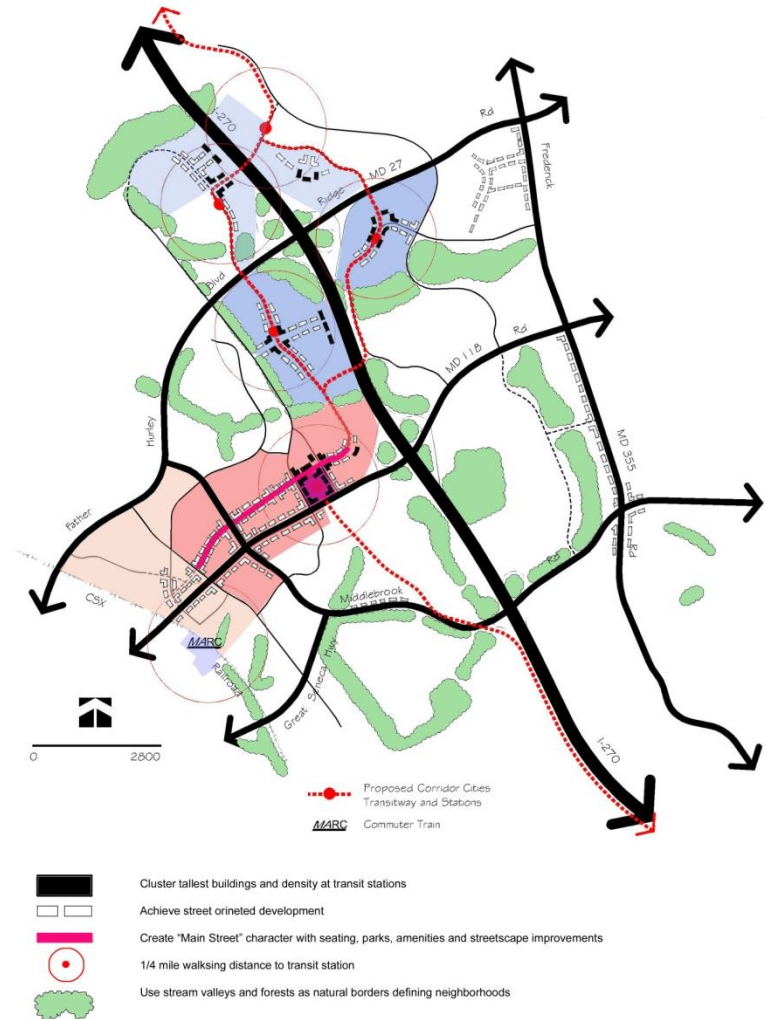 I-270
Rd
Frederick
MD 27
Ridge
Blvd
Rd
MD 118
Hurley
MD 355
Father
Rd
Rd
CSX
Middlebrook
MARC
Great Seneca Hwy
Railroad
0 2800
I-270
Proposed Corridor Cities
Transitway and Stations
MARC Commuter Train
Cluster tallest buildings and density at transit stations
Achieve street orineted development
Create "Main Street" character with seating, parks, amenities and streetscape improvements
1/4 mile walksing distance to transit station
Use stream valleys and forests as natural borders defining neighborhoods